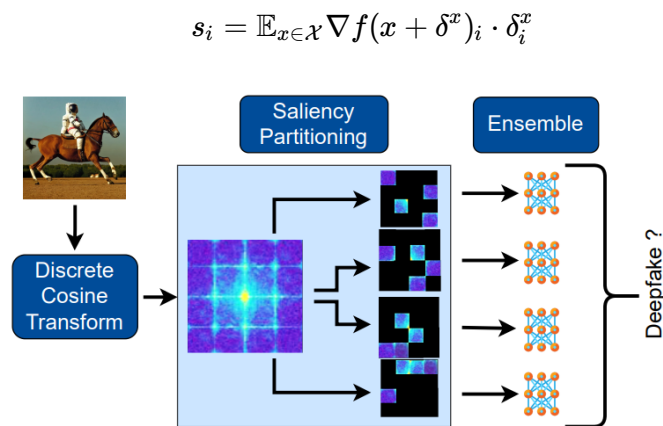 s_i = 𝔼_{x∈𝒳} ∇f(x + δ^x)_i · δ_i^x
Saliency
Partitioning
Ensemble
Discrete
Cosine
Transform
Deepfake ?